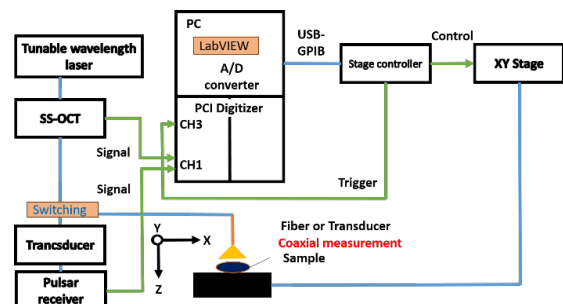 PC
LabVIEW
A/D
converter
PCI Digitizer
CH3
CH1
USB-
GPIB
Stage controller
Control
XY Stage
Tunable wavelength
laser
SS-OCT
Signal
Signal
Trigger
Switching
Trancsducer
Pulsar
receiver
Y
X
Z
Fiber or Transducer
Coaxial measurement
Sample